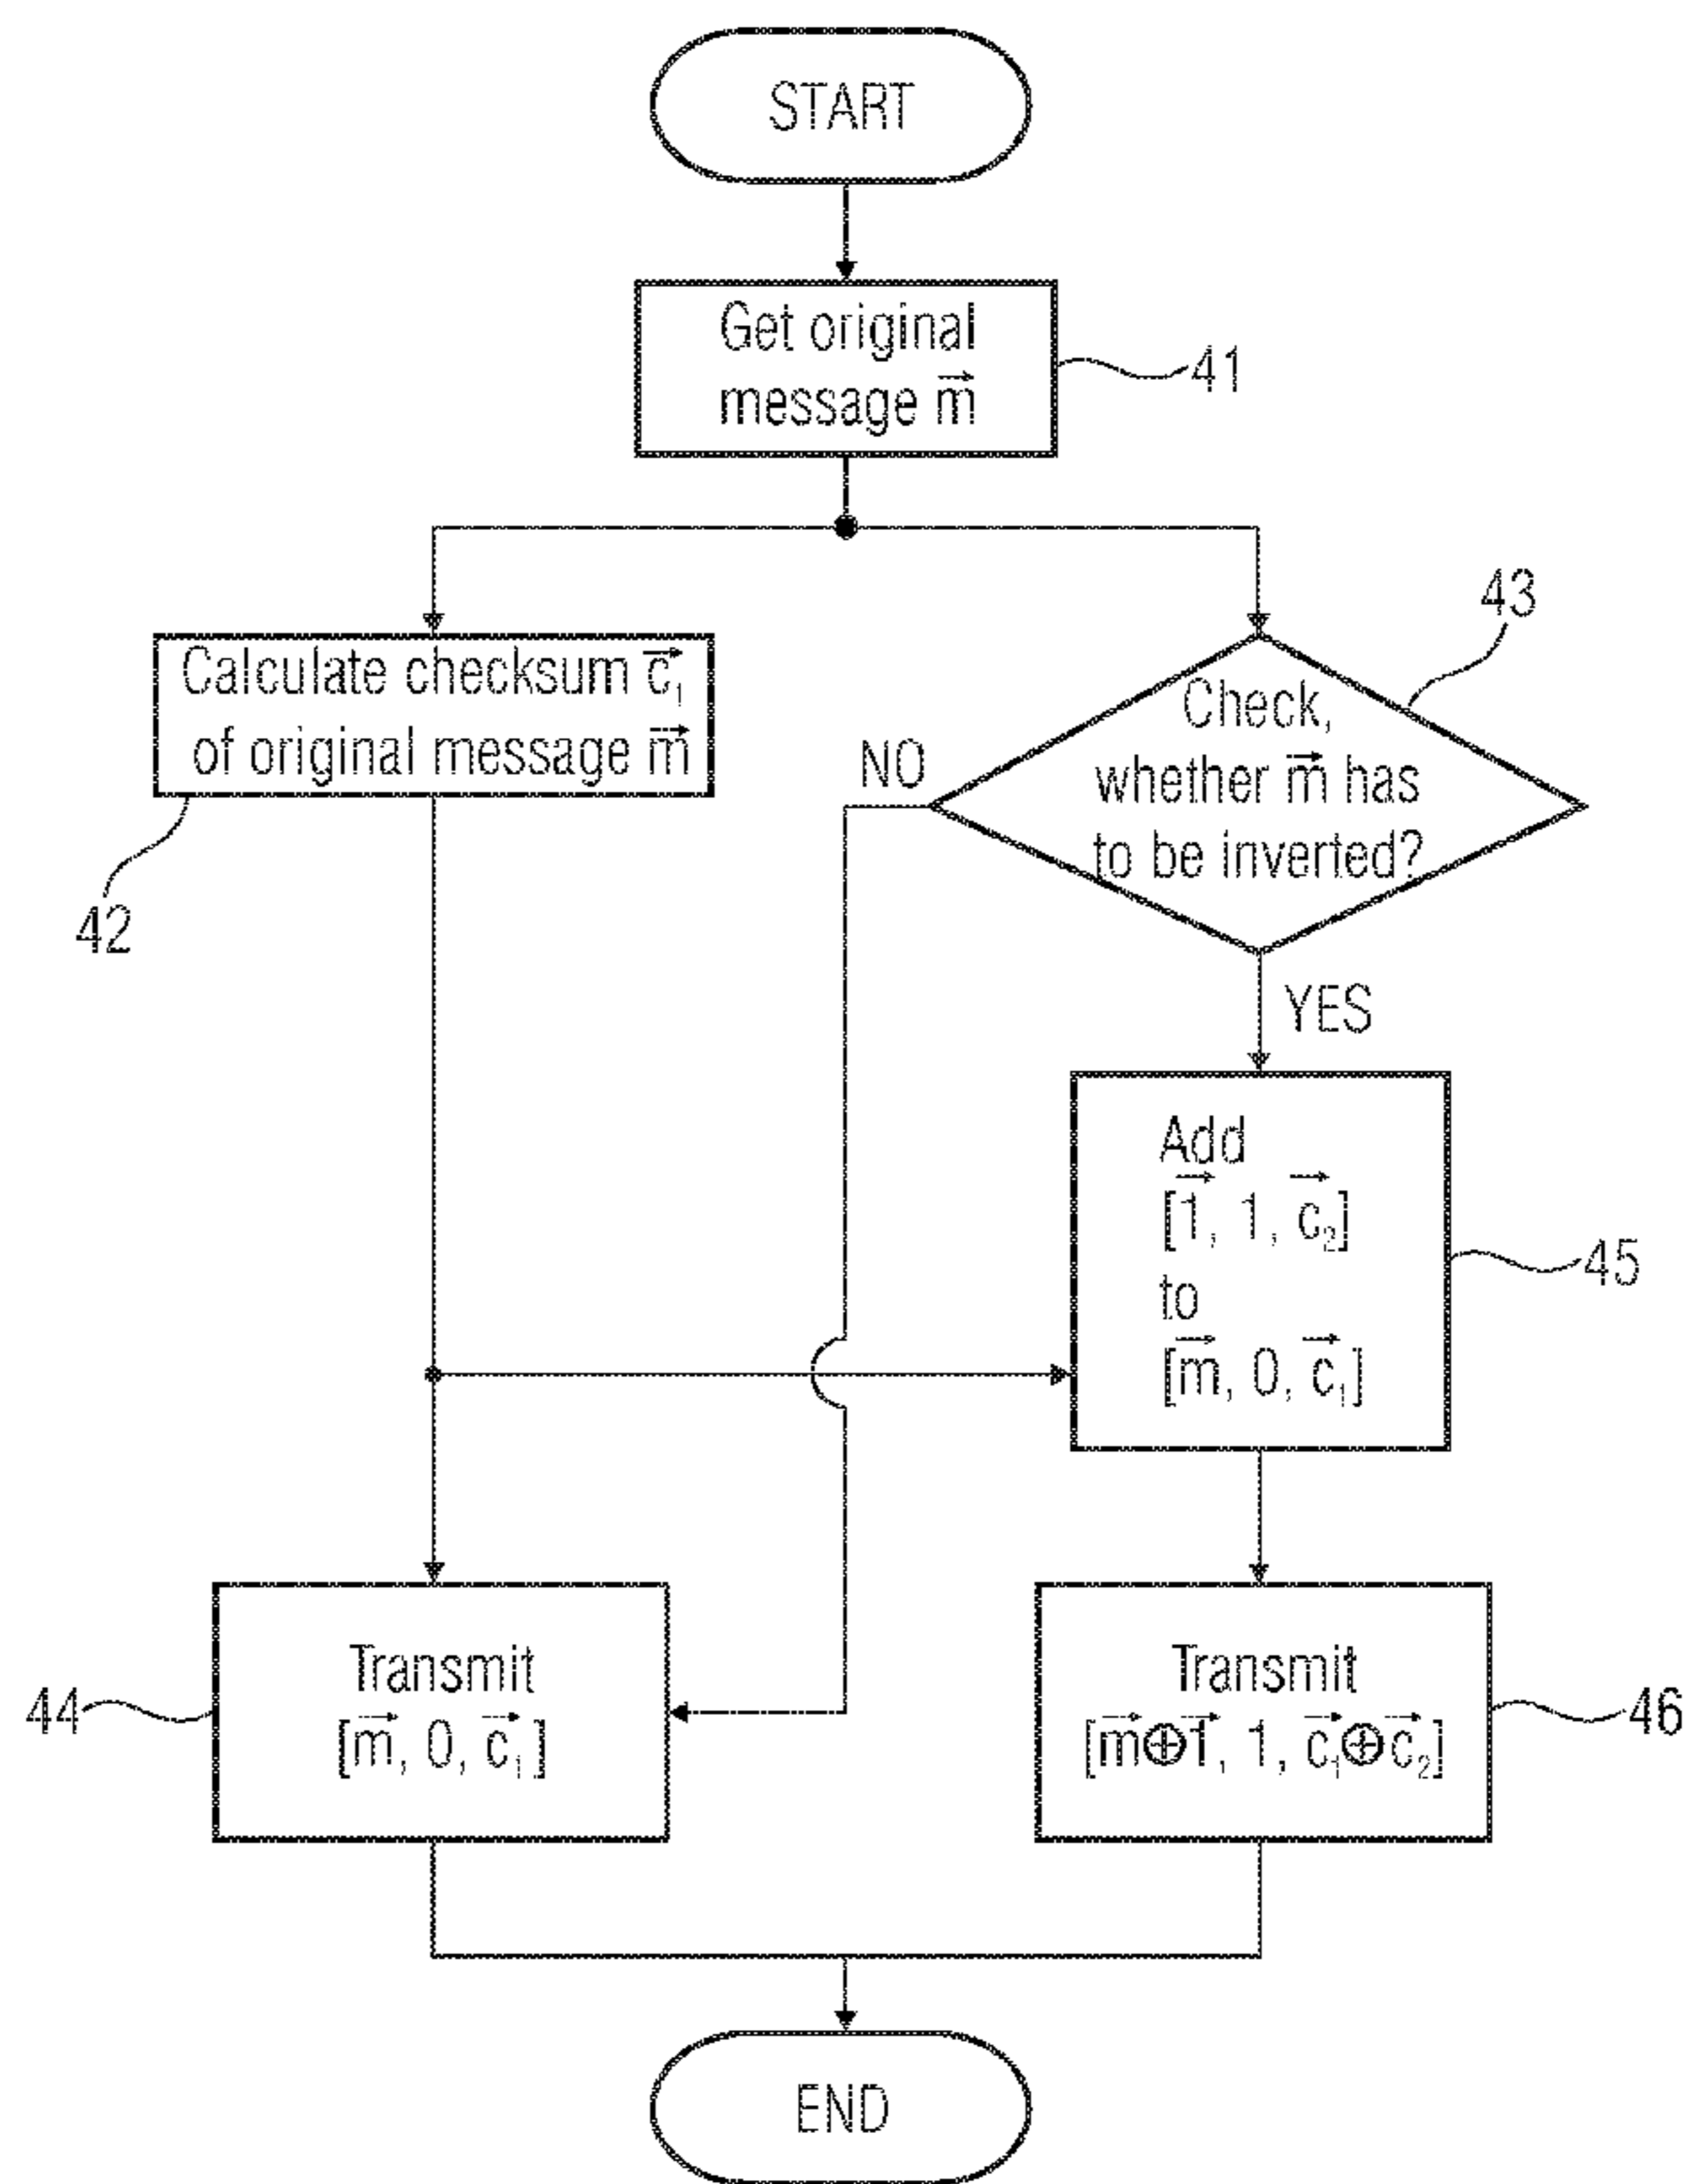 START
Get original
message m⃗
41
Calculate checksum c⃗₁
of original message m⃗
42
43
Check,
whether m⃗ has
to be inverted?
NO
YES
Add
[1⃗, 1, c⃗₂]
to
[m⃗, 0, c⃗₁]
45
Transmit
[m⃗, 0, c⃗₁]
44
Transmit
[m⃗⊕1⃗, 1, c⃗₁⊕c⃗₂]
46
END